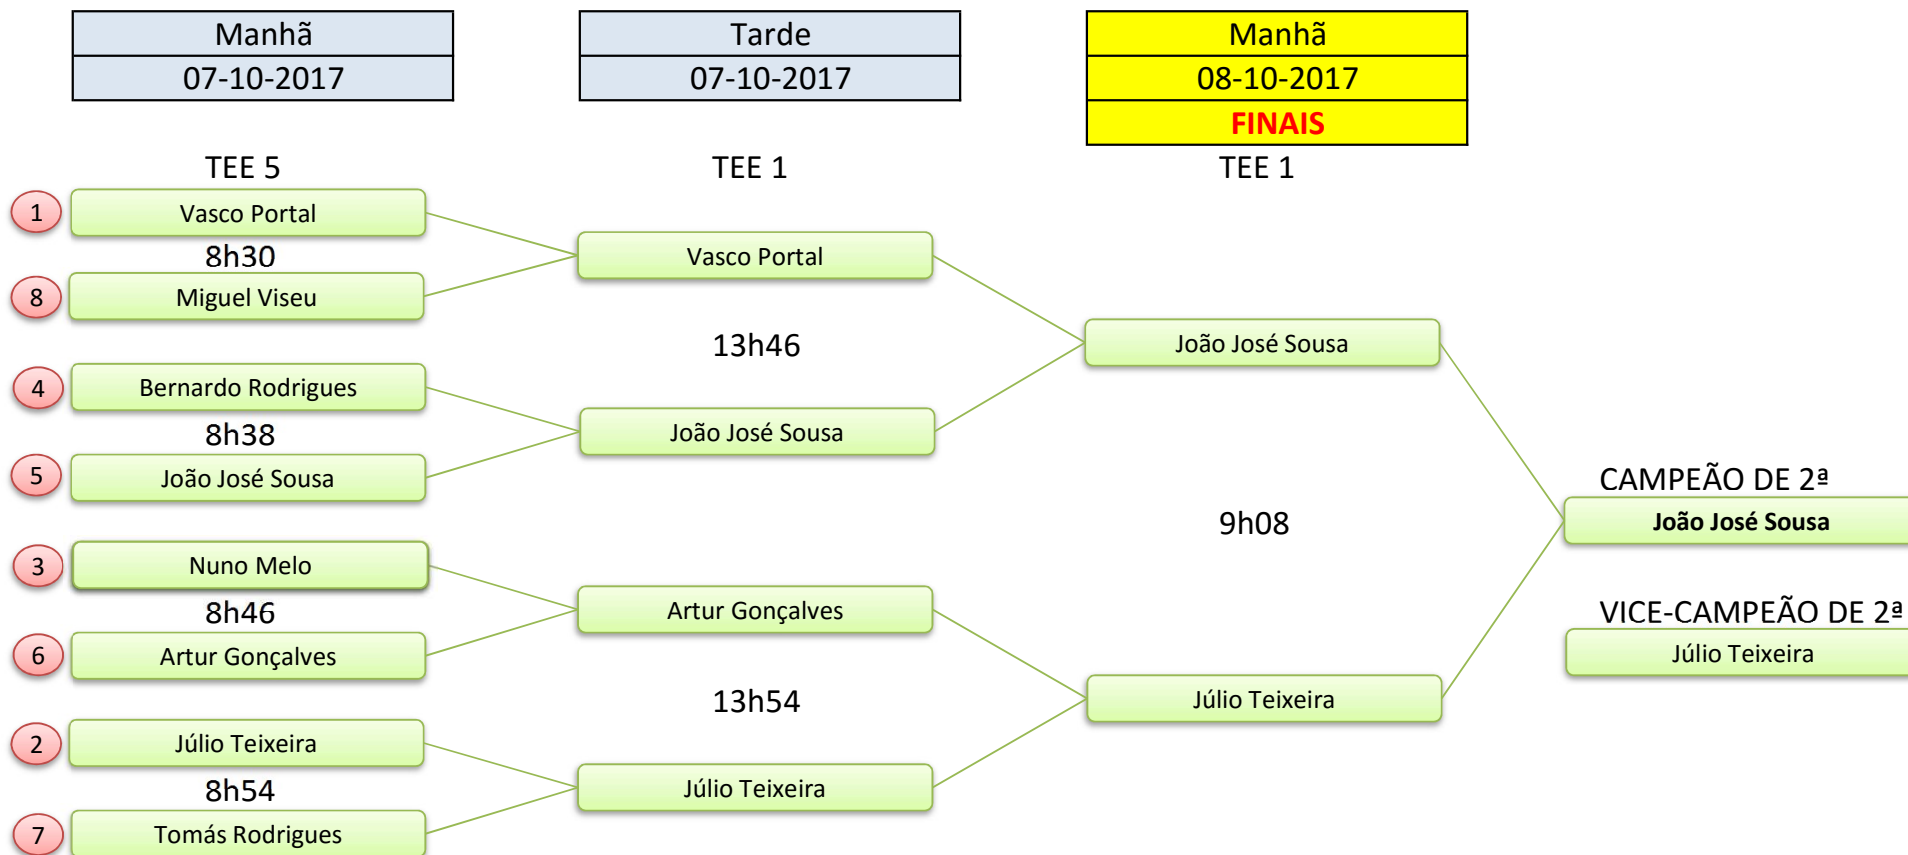 Manhã
07-10-2017
Tarde
07-10-2017
Manhã
08-10-2017
FINAIS
TEE 5
TEE 1
TEE 1
1
Vasco Portal
8h30
8
Miguel Viseu
4
Bernardo Rodrigues
8h38
5
João José Sousa
3
Nuno Melo
8h46
6
Artur Gonçalves
2
Júlio Teixeira
8h54
7
Tomás Rodrigues
Vasco Portal
13h46
João José Sousa
Artur Gonçalves
13h54
Júlio Teixeira
João José Sousa
9h08
Júlio Teixeira
CAMPEÃO DE 2ª
João José Sousa
VICE-CAMPEÃO DE 2ª
Júlio Teixeira